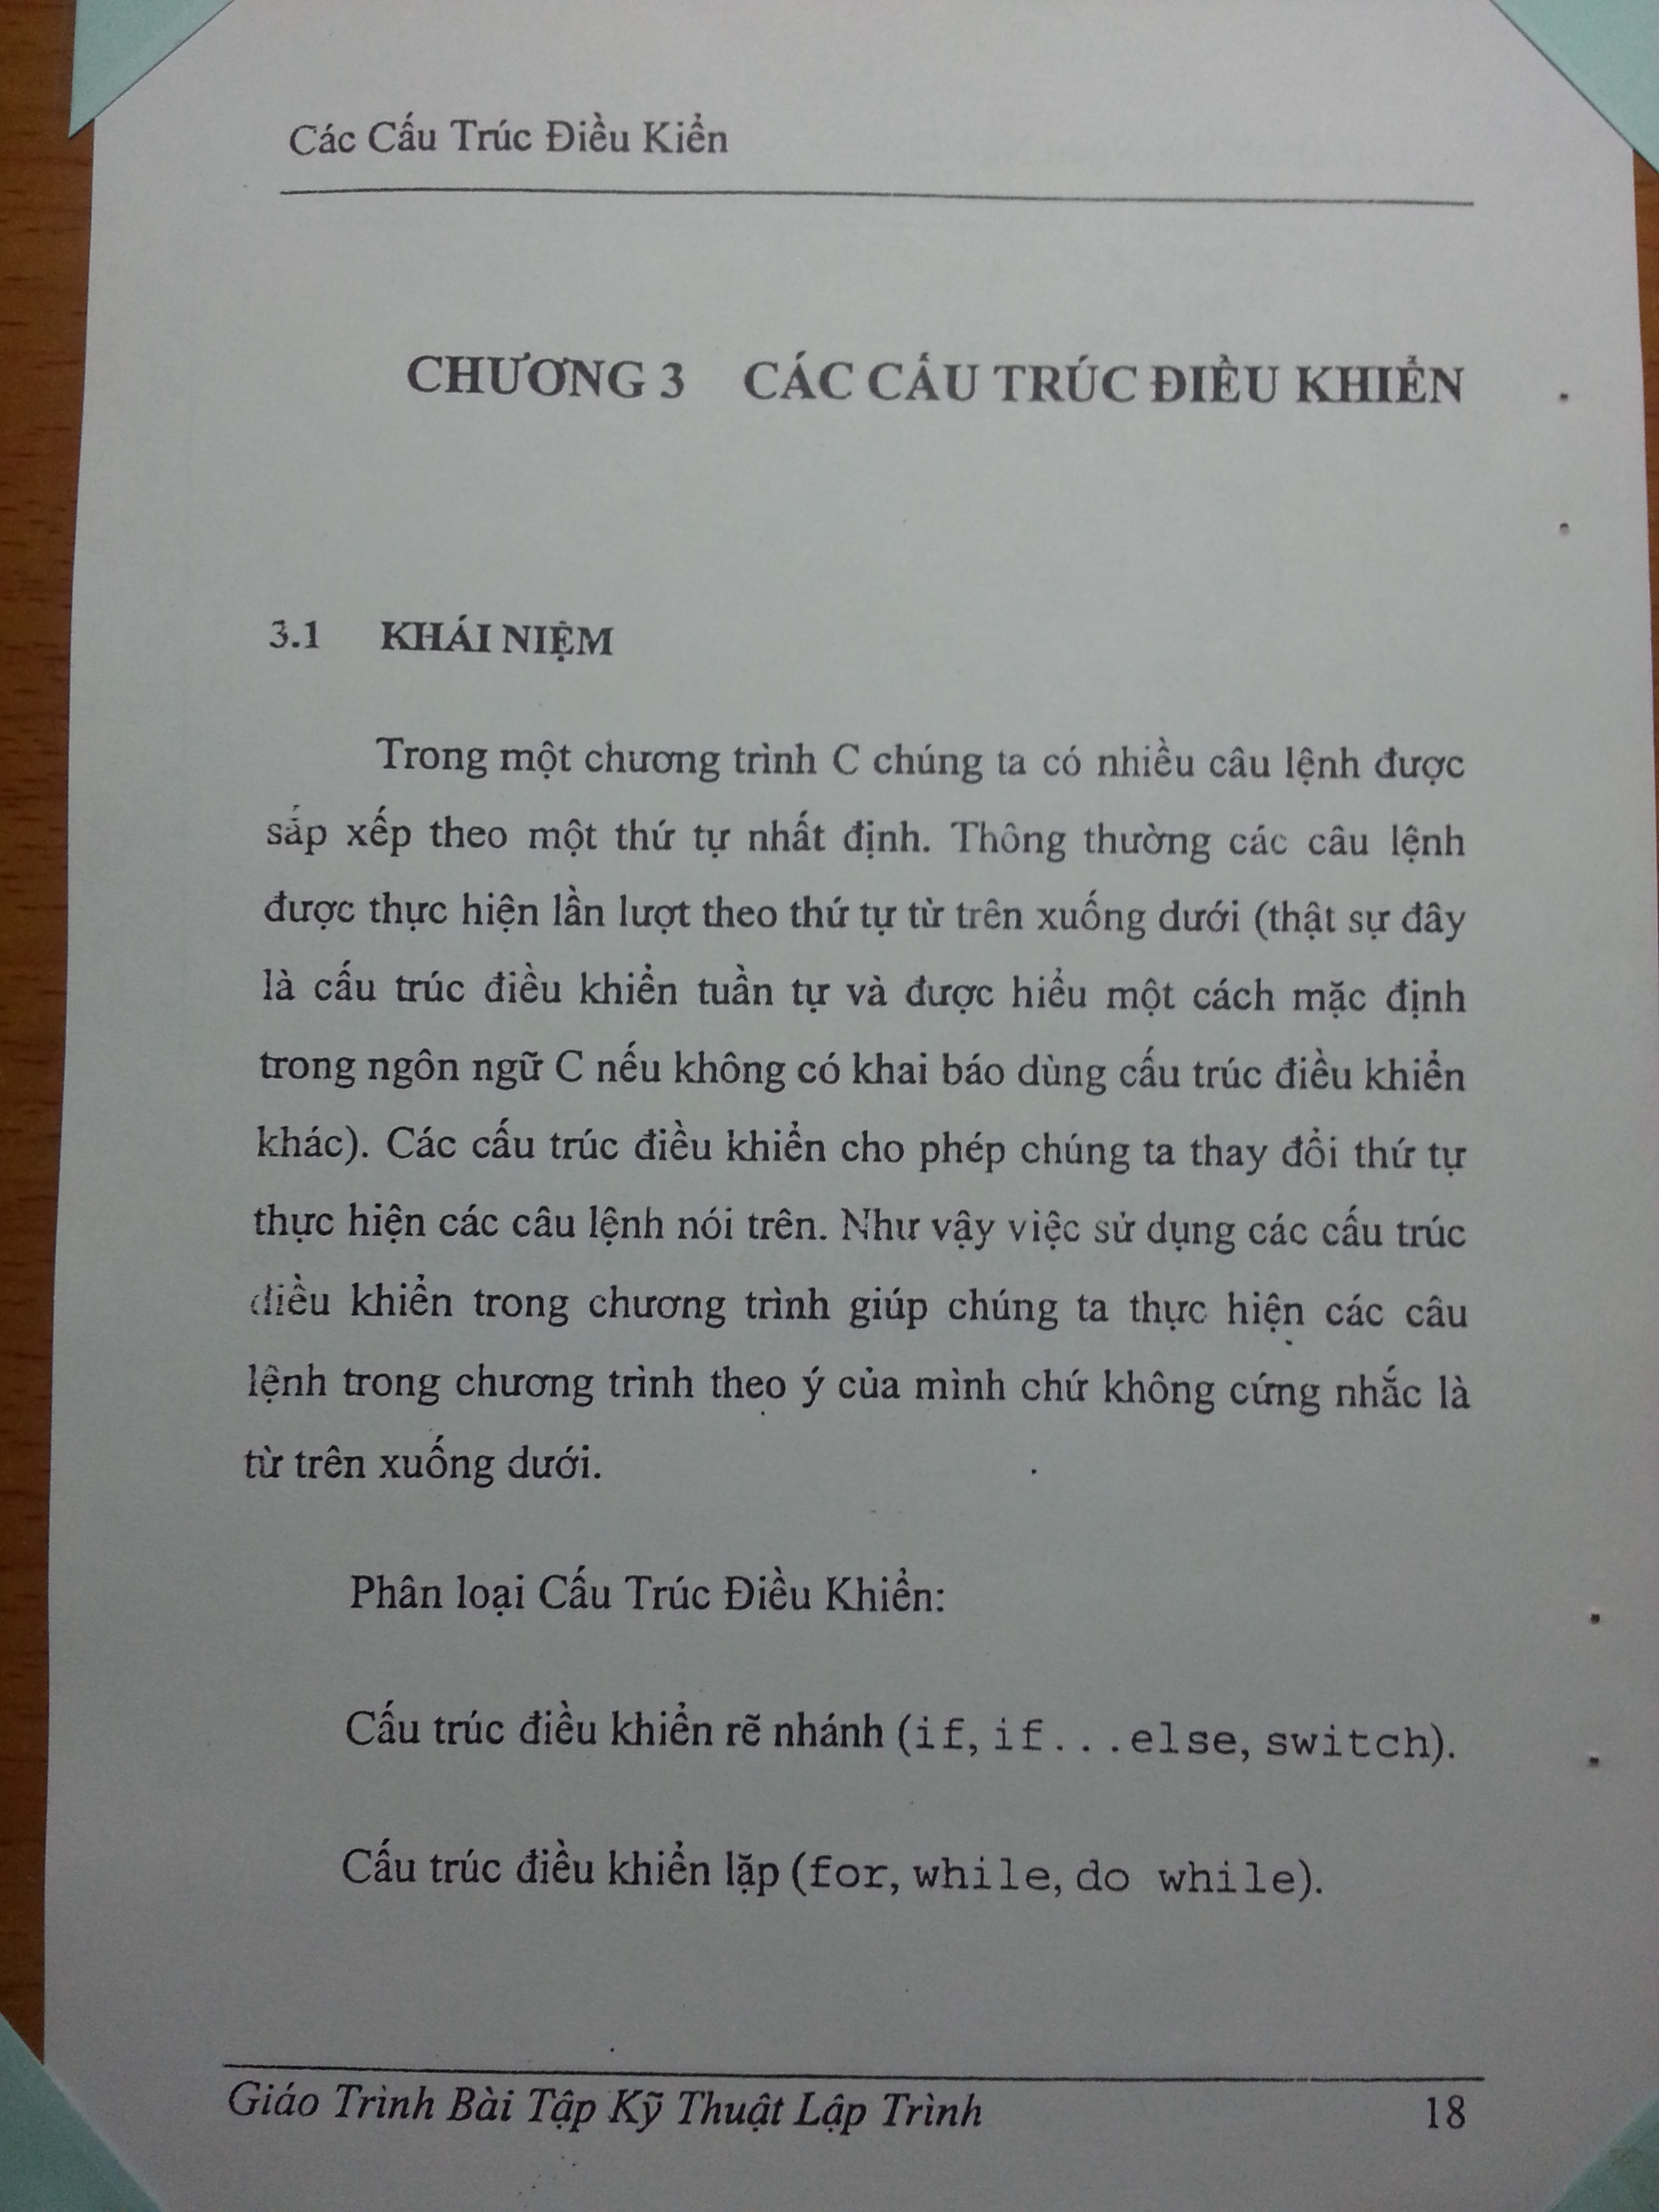 Các Cấu Trúc Điều Kiển
CHƯƠNG 3 CÁC CẤU TRÚC ĐIỀU KHIỂN
3.1 KHÁI NIỆM
Trong một chương trình C chúng ta có nhiều câu lệnh được
sắp xếp theo một thứ tự nhất định. Thông thường các câu lệnh
được thực hiện lần lượt theo thứ tự từ trên xuống dưới (thật sự đây
là cấu trúc điều khiển tuần tự và được hiểu một cách mặc định
trong ngôn ngữ C nếu không có khai báo dùng cấu trúc điều khiển
khác). Các cấu trúc điều khiển cho phép chúng ta thay đổi thứ tự
thực hiện các câu lệnh nói trên. Như vậy việc sử dụng các cấu trúc
điều khiển trong chương trình giúp chúng ta thực hiện các câu
lệnh trong chương trình theo ý của mình chứ không cứng nhắc là
từ trên xuống dưới.
Phân loại Cấu Trúc Điều Khiển:
Cấu trúc điều khiển rẽ nhánh (if, if...else, switch).
Cấu trúc điều khiển lặp (for, while, do while).
Giáo Trình Bài Tập Kỹ Thuật Lập Trình 18